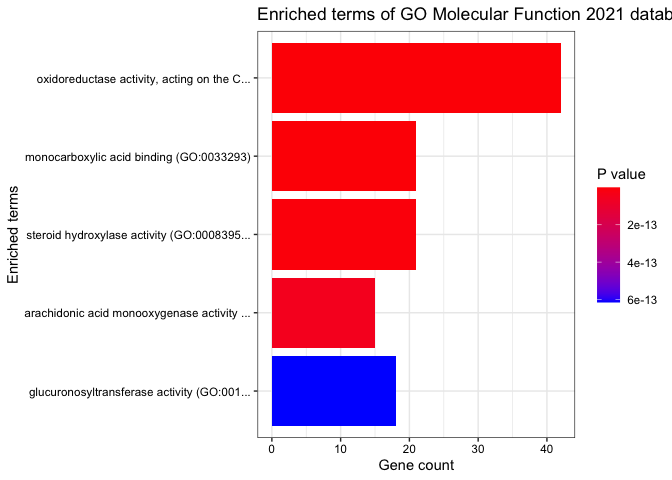 Enriched terms of GO Molecular Function 2021 datab
Enriched terms
oxidoreductase activity, acting on the C...
monocarboxylic acid binding (GO:0033293)
steroid hydroxylase activity (GO:0008395...
arachidonic acid monooxygenase activity ...
glucuronosyltransferase activity (GO:001...
0 10 20 30 40
Gene count
P value
2e-13
4e-13
6e-13